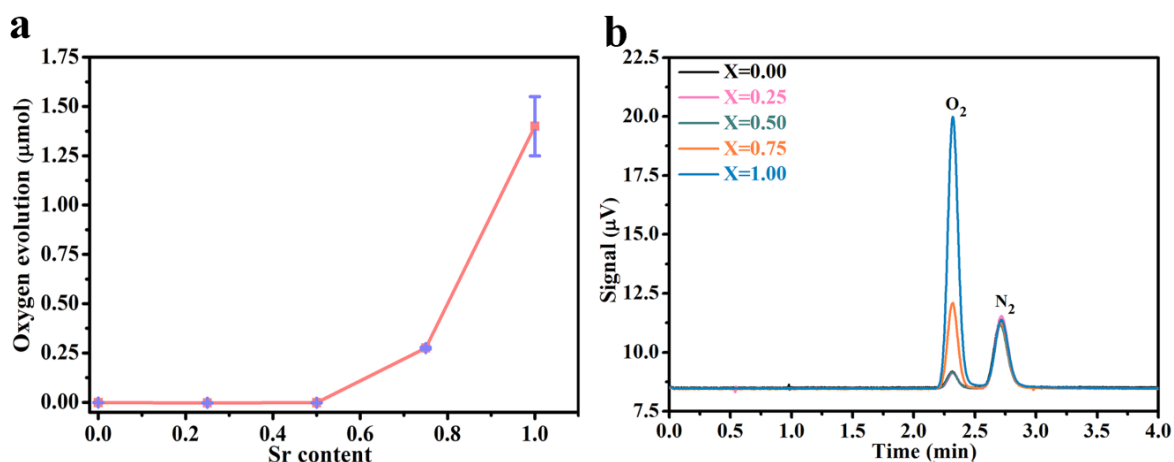 a
Oxygen evolution (μmol)
1.75
1.50
1.25
1.00
0.75
0.50
0.25
0.00
0.0
0.2
0.4
0.6
0.8
1.0
Sr content
b
Signal (μV)
22.5
20.0
17.5
15.0
12.5
10.0
7.5
X=0.00
X=0.25
X=0.50
X=0.75
X=1.00
O₂
N₂
0.0
0.5
1.0
1.5
2.0
2.5
3.0
3.5
4.0
Time (min)